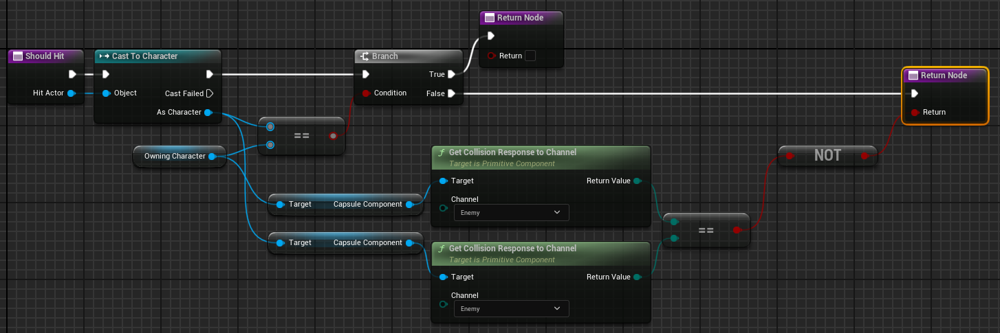 Return Node
Return
Should Hit
Hit Actor
Cast To Character
Object
Cast Failed
As Character
Branch
True
Condition
False
Return Node
Return
==
Owning Character
Target Capsule Component
Target Capsule Component
Get Collision Response to Channel
Target is Primitive Component
Target Return Value
Channel
Enemy
Get Collision Response to Channel
Target is Primitive Component
Target Return Value
Channel
Enemy
==
NOT